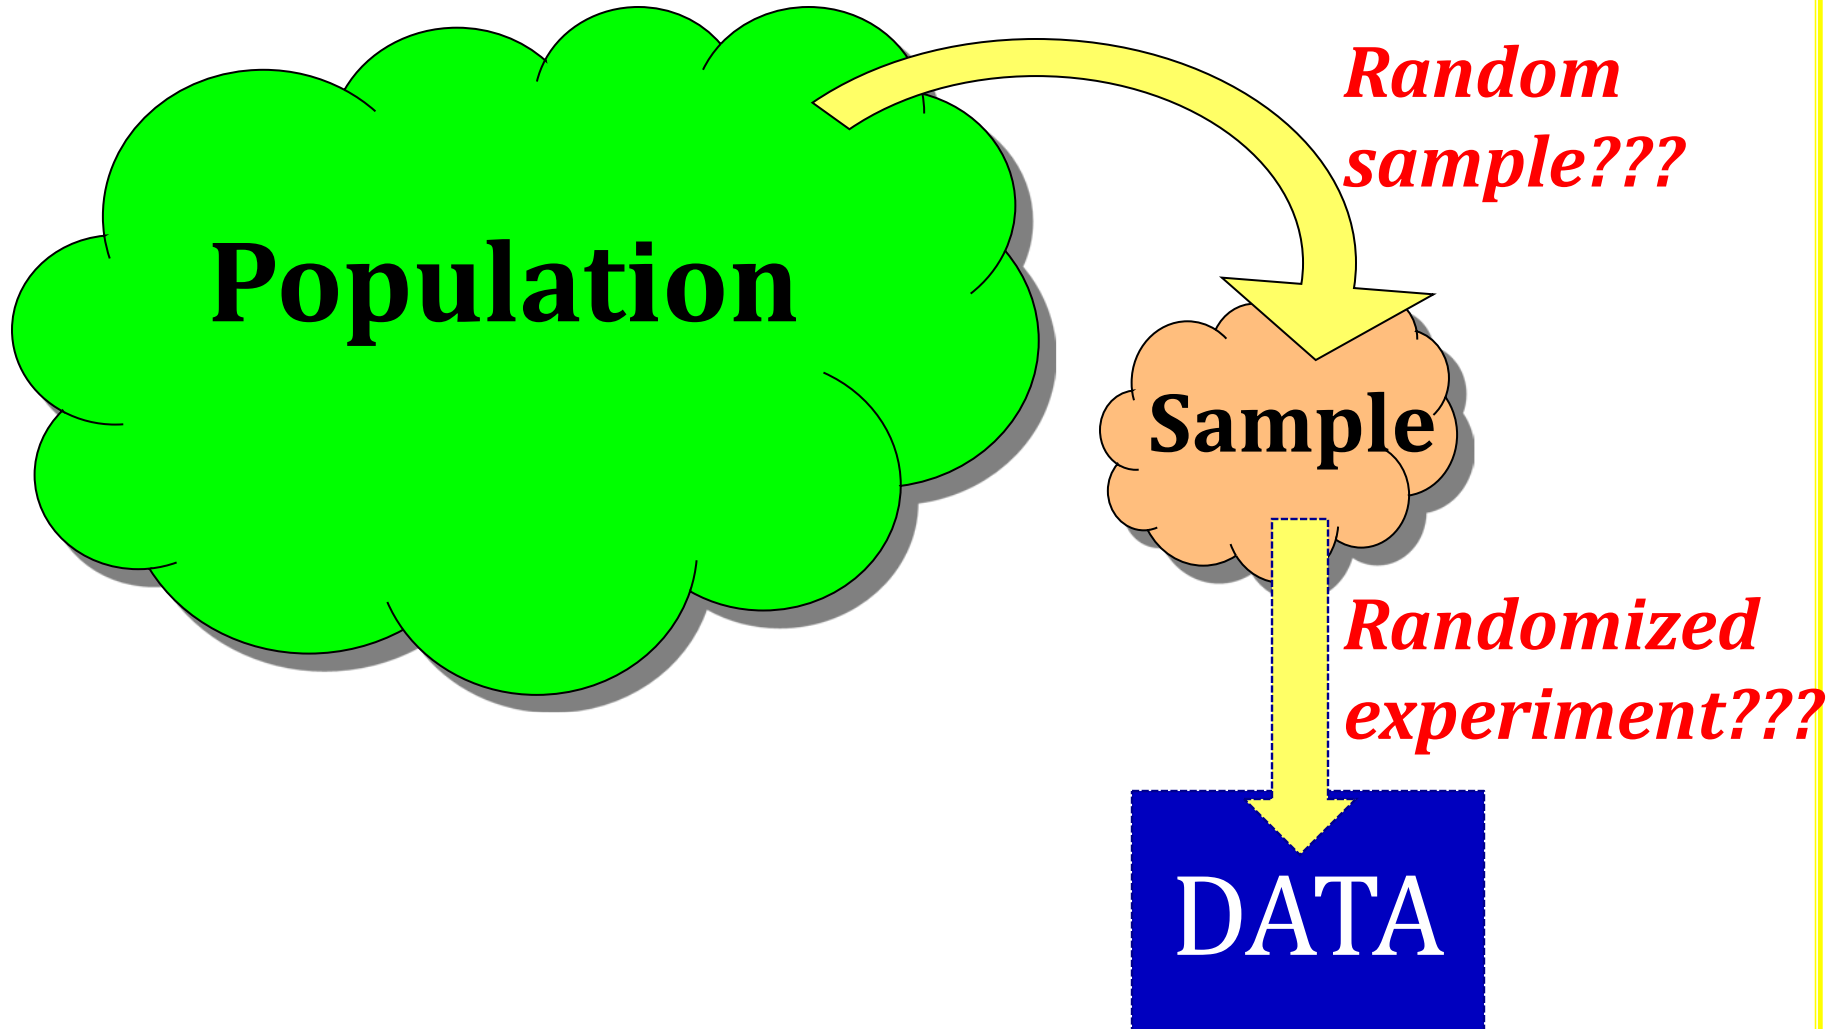 Random
sample???
Population
Sample
Randomized
experiment???
DATA